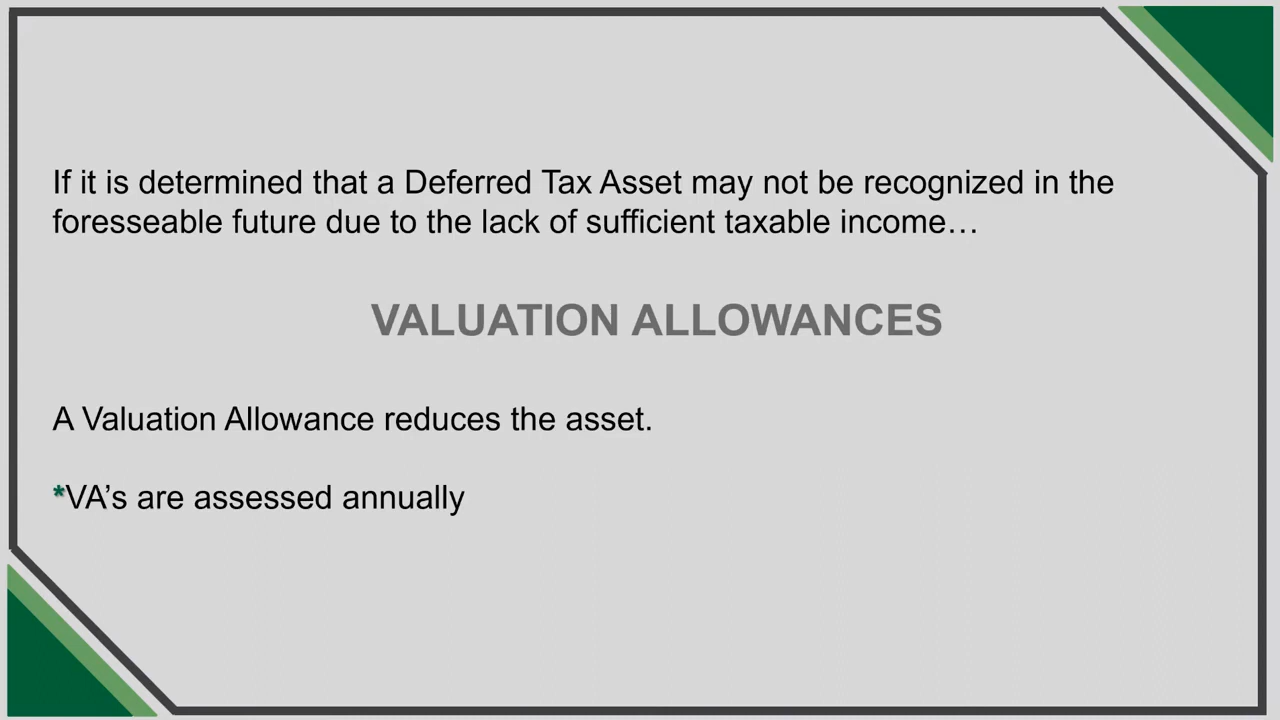 If it is determined that a Deferred Tax Asset may not be recognized in the
foresseable future due to the lack of sufficient taxable income…
VALUATION ALLOWANCES
A Valuation Allowance reduces the asset.
*VA’s are assessed annually